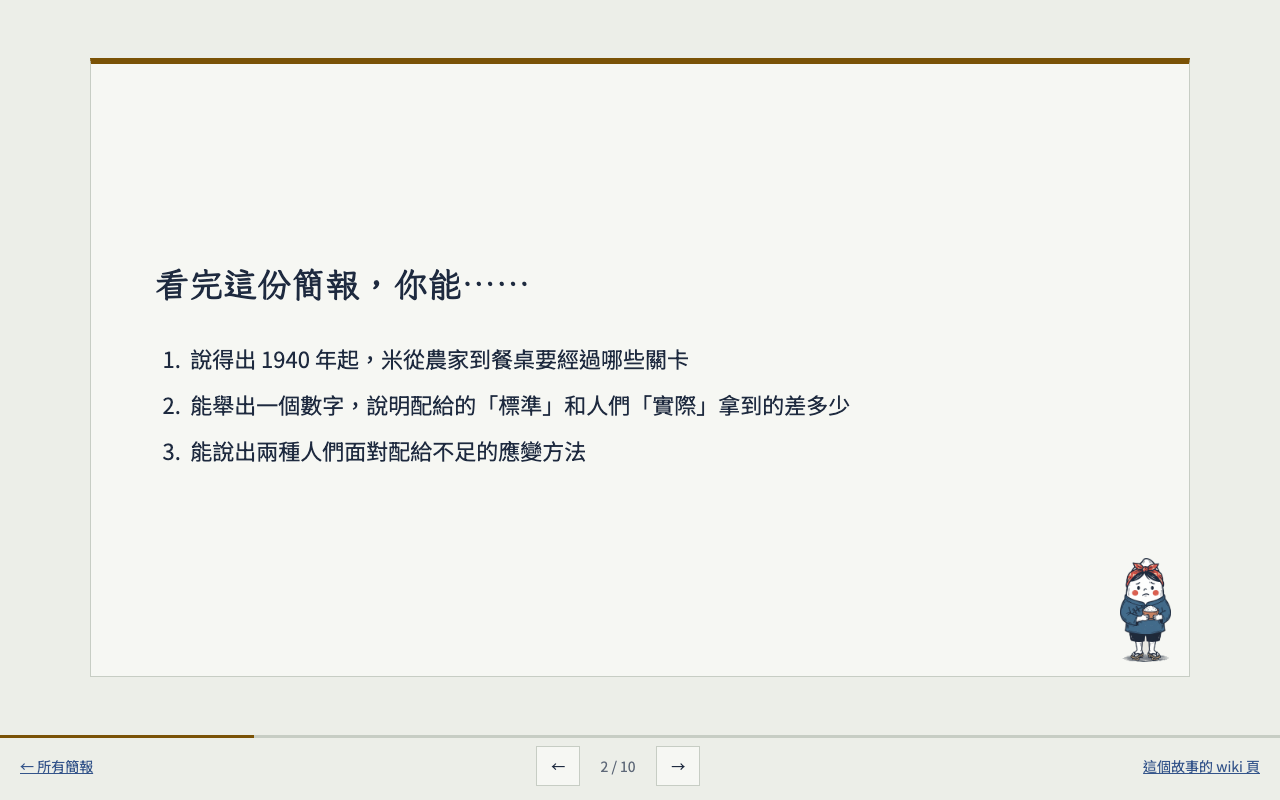 看完這份簡報，你能……
1. 說得出 1940 年起，米從農家到餐桌要經過哪些關卡
2. 能舉出一個數字，說明配給的「標準」和人們「實際」拿到的差多少
3. 能說出兩種人們面對配給不足的應變方法
← 所有簡報
←
2 / 10
→
這個故事的 wiki 頁